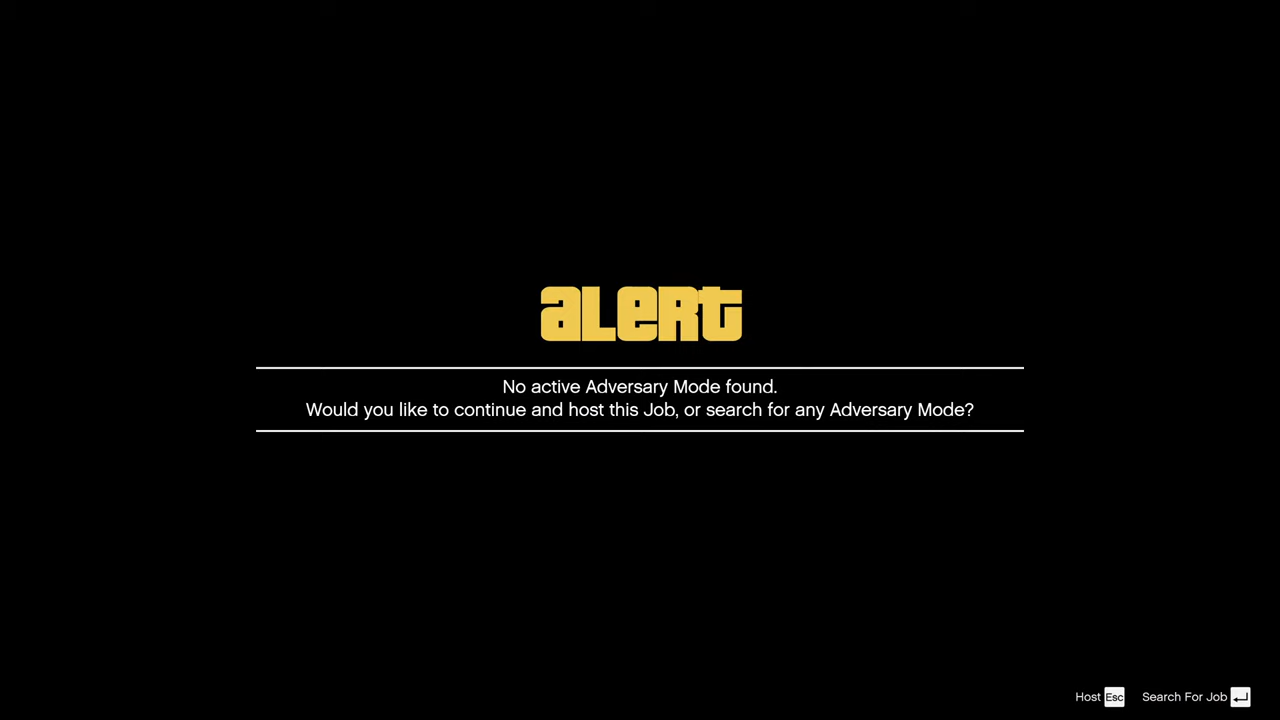 ALERT
No active Adversary Mode found.
Would you like to continue and host this Job, or search for any Adversary Mode?
Host Esc Search For Job